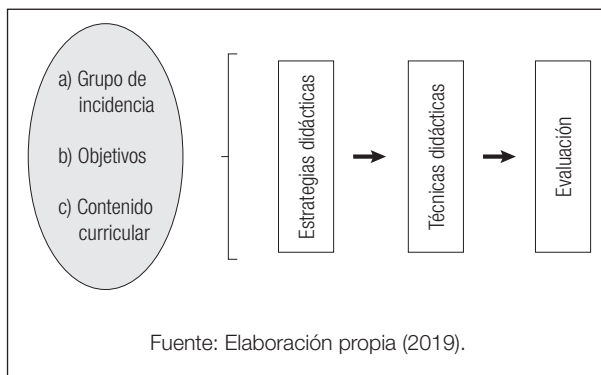 a) Grupo de
incidencia
b) Objetivos
c) Contenido
curricular
Estrategias didácticas
Técnicas didácticas
Evaluación
Fuente: Elaboración propia (2019).